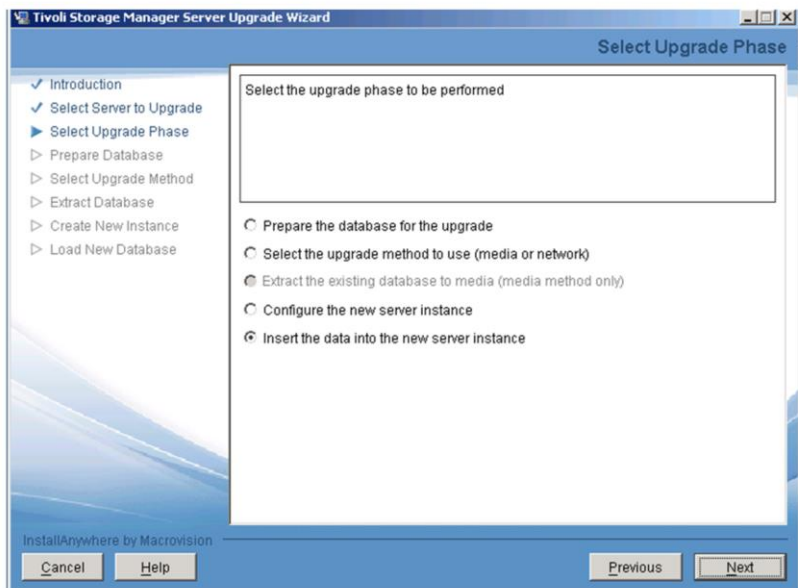 Tivoli Storage Manager Server Upgrade Wizard
Select Upgrade Phase
Introduction
Select Server to Upgrade
Select Upgrade Phase
Prepare Database
Select Upgrade Method
Extract Database
Create New Instance
Load New Database
Select the upgrade phase to be performed
Prepare the database for the upgrade
Select the upgrade method to use (media or network)
Extract the existing database to media (media method only)
Configure the new server instance
Insert the data into the new server instance
InstallAnywhere by Macrovision
Cancel
Help
Previous
Next